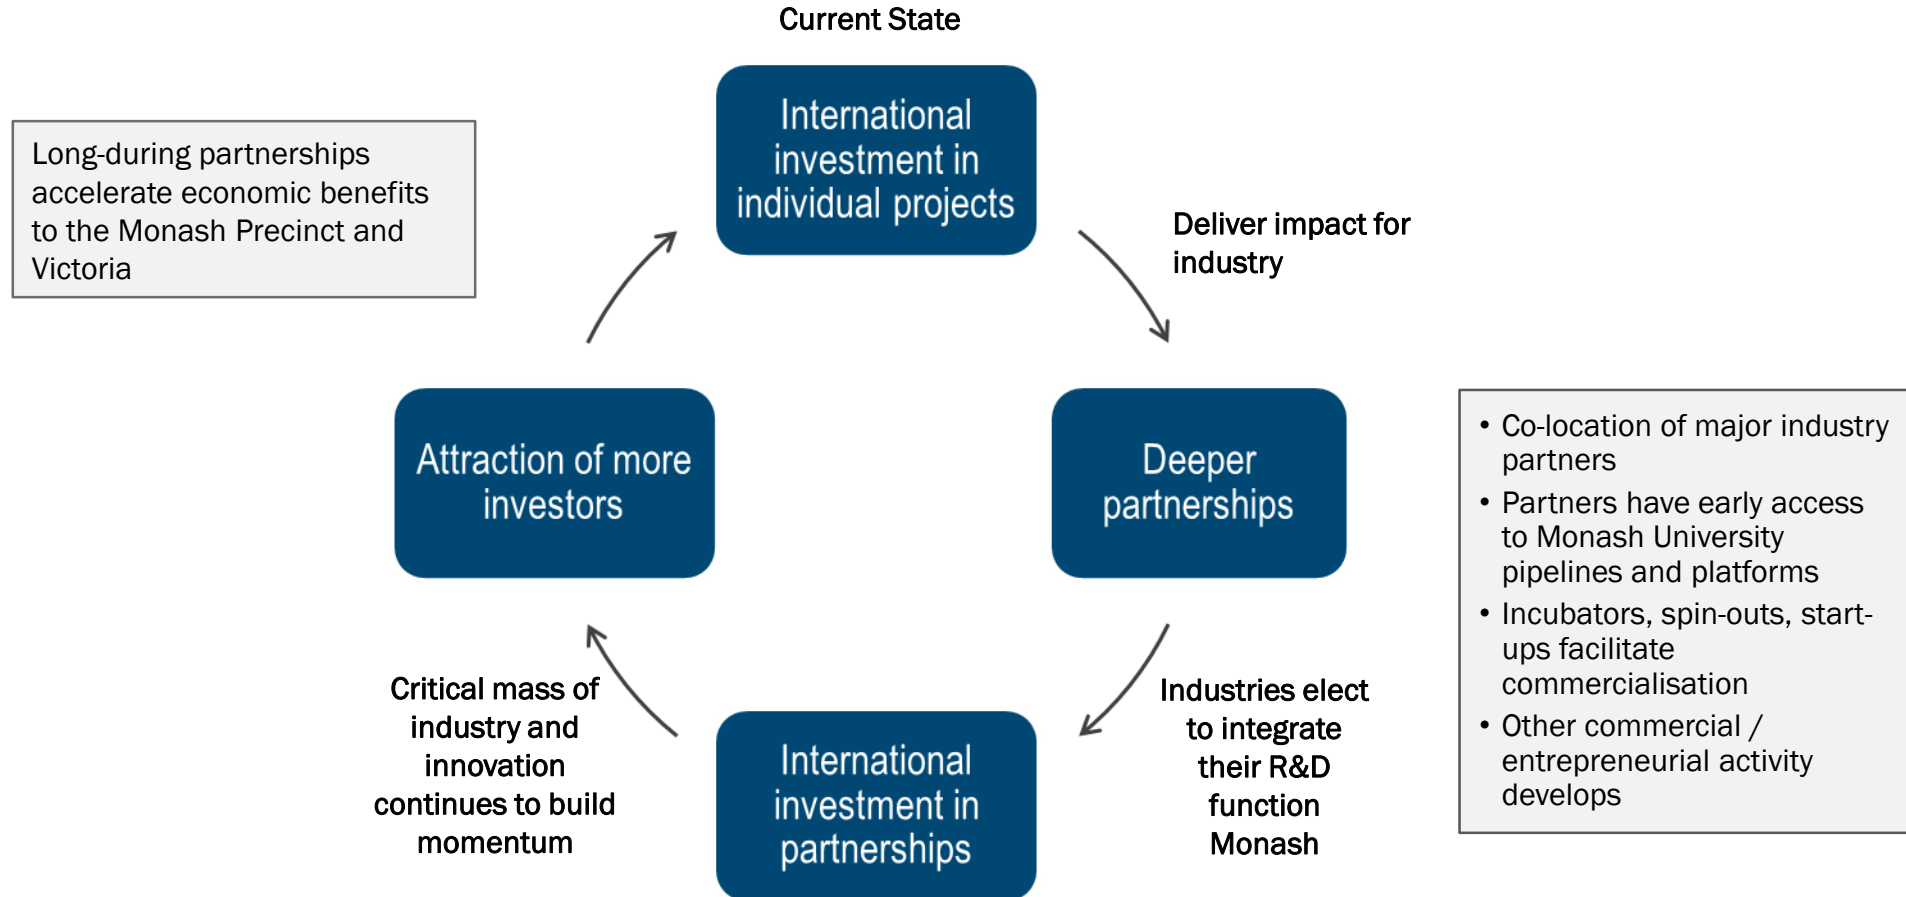 Current State
International
investment in
individual projects
Long-during partnerships
accelerate economic benefits
to the Monash Precinct and
Victoria
Deliver impact for
industry
Attraction of more
investors
Deeper
partnerships
• Co-location of major industry
partners
• Partners have early access
to Monash University
pipelines and platforms
• Incubators, spin-outs, start-
ups facilitate
commercialisation
• Other commercial /
entrepreneurial activity
develops
Critical mass of
industry and
innovation
continues to build
momentum
Industries elect
to integrate
their R&D
function
Monash
International
investment in
partnerships